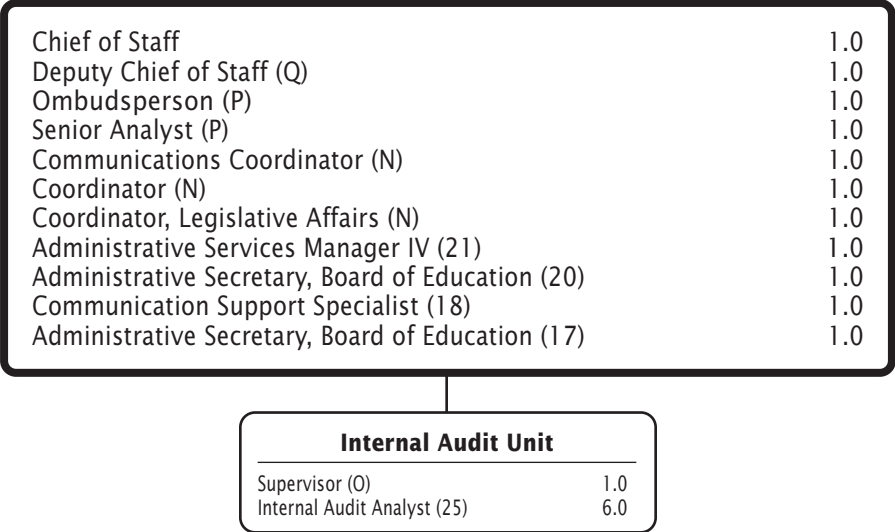 Chief of Staff 1.0
Deputy Chief of Staff (Q) 1.0
Ombudsperson (P) 1.0
Senior Analyst (P) 1.0
Communications Coordinator (N) 1.0
Coordinator (N) 1.0
Coordinator, Legislative Affairs (N) 1.0
Administrative Services Manager IV (21) 1.0
Administrative Secretary, Board of Education (20) 1.0
Communication Support Specialist (18) 1.0
Administrative Secretary, Board of Education (17) 1.0
Internal Audit Unit
Supervisor (O) 1.0
Internal Audit Analyst (25) 6.0